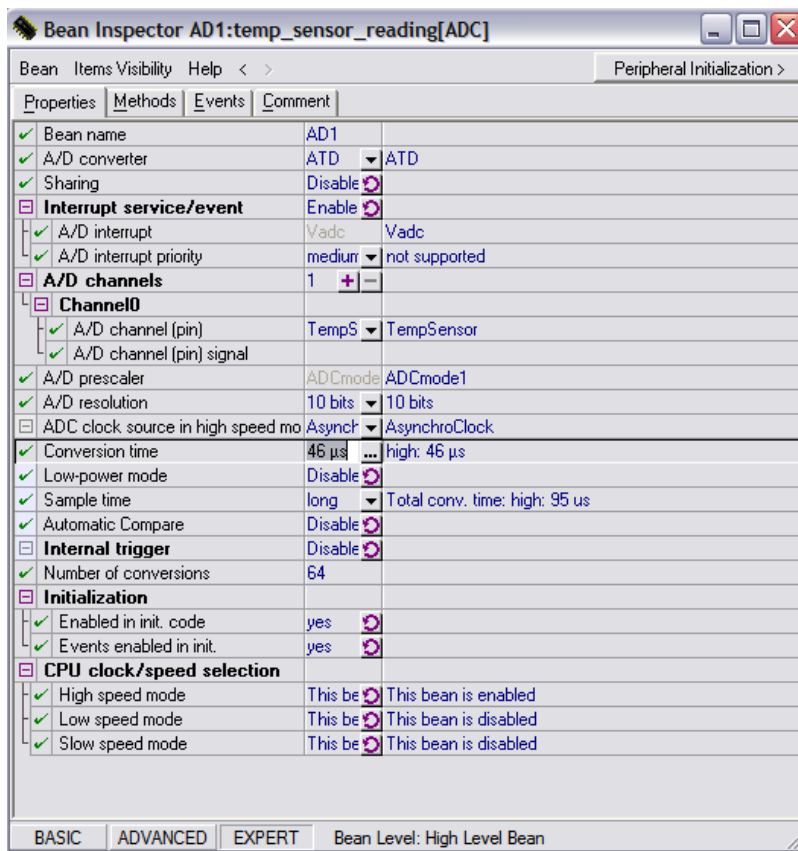 Bean Inspector AD1:temp_sensor_reading[ADC]
Bean Items Visibility Help < > Peripheral Initialization >
Properties Methods Events Comment
Bean name AD1
A/D converter ATD ATD
Sharing Disable
Interrupt service/event Enable
A/D interrupt Vadc Vadc
A/D interrupt priority medium not supported
A/D channels 1 + -
Channel0
A/D channel (pin) TempS TempSensor
A/D channel (pin) signal
A/D prescaler ADCmode ADCmode1
A/D resolution 10 bits 10 bits
ADC clock source in high speed mo Asynch AsynchroClock
Conversion time 46 µs ... high: 46 µs
Low-power mode Disable
Sample time long Total conv. time: high: 95 us
Automatic Compare Disable
Internal trigger Disable
Number of conversions 64
Initialization
Enabled in init. code yes
Events enabled in init. yes
CPU clock/speed selection
High speed mode This be This bean is enabled
Low speed mode This be This bean is disabled
Slow speed mode This be This bean is disabled
BASIC ADVANCED EXPERT Bean Level: High Level Bean